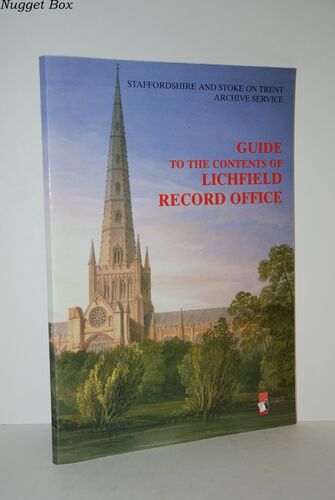 Nugget Box
STAFFORDSHIRE AND STOKE ON TRENT
ARCHIVE SERVICE
GUIDE
TO THE CONTENTS OF
LICHFIELD
RECORD OFFICE